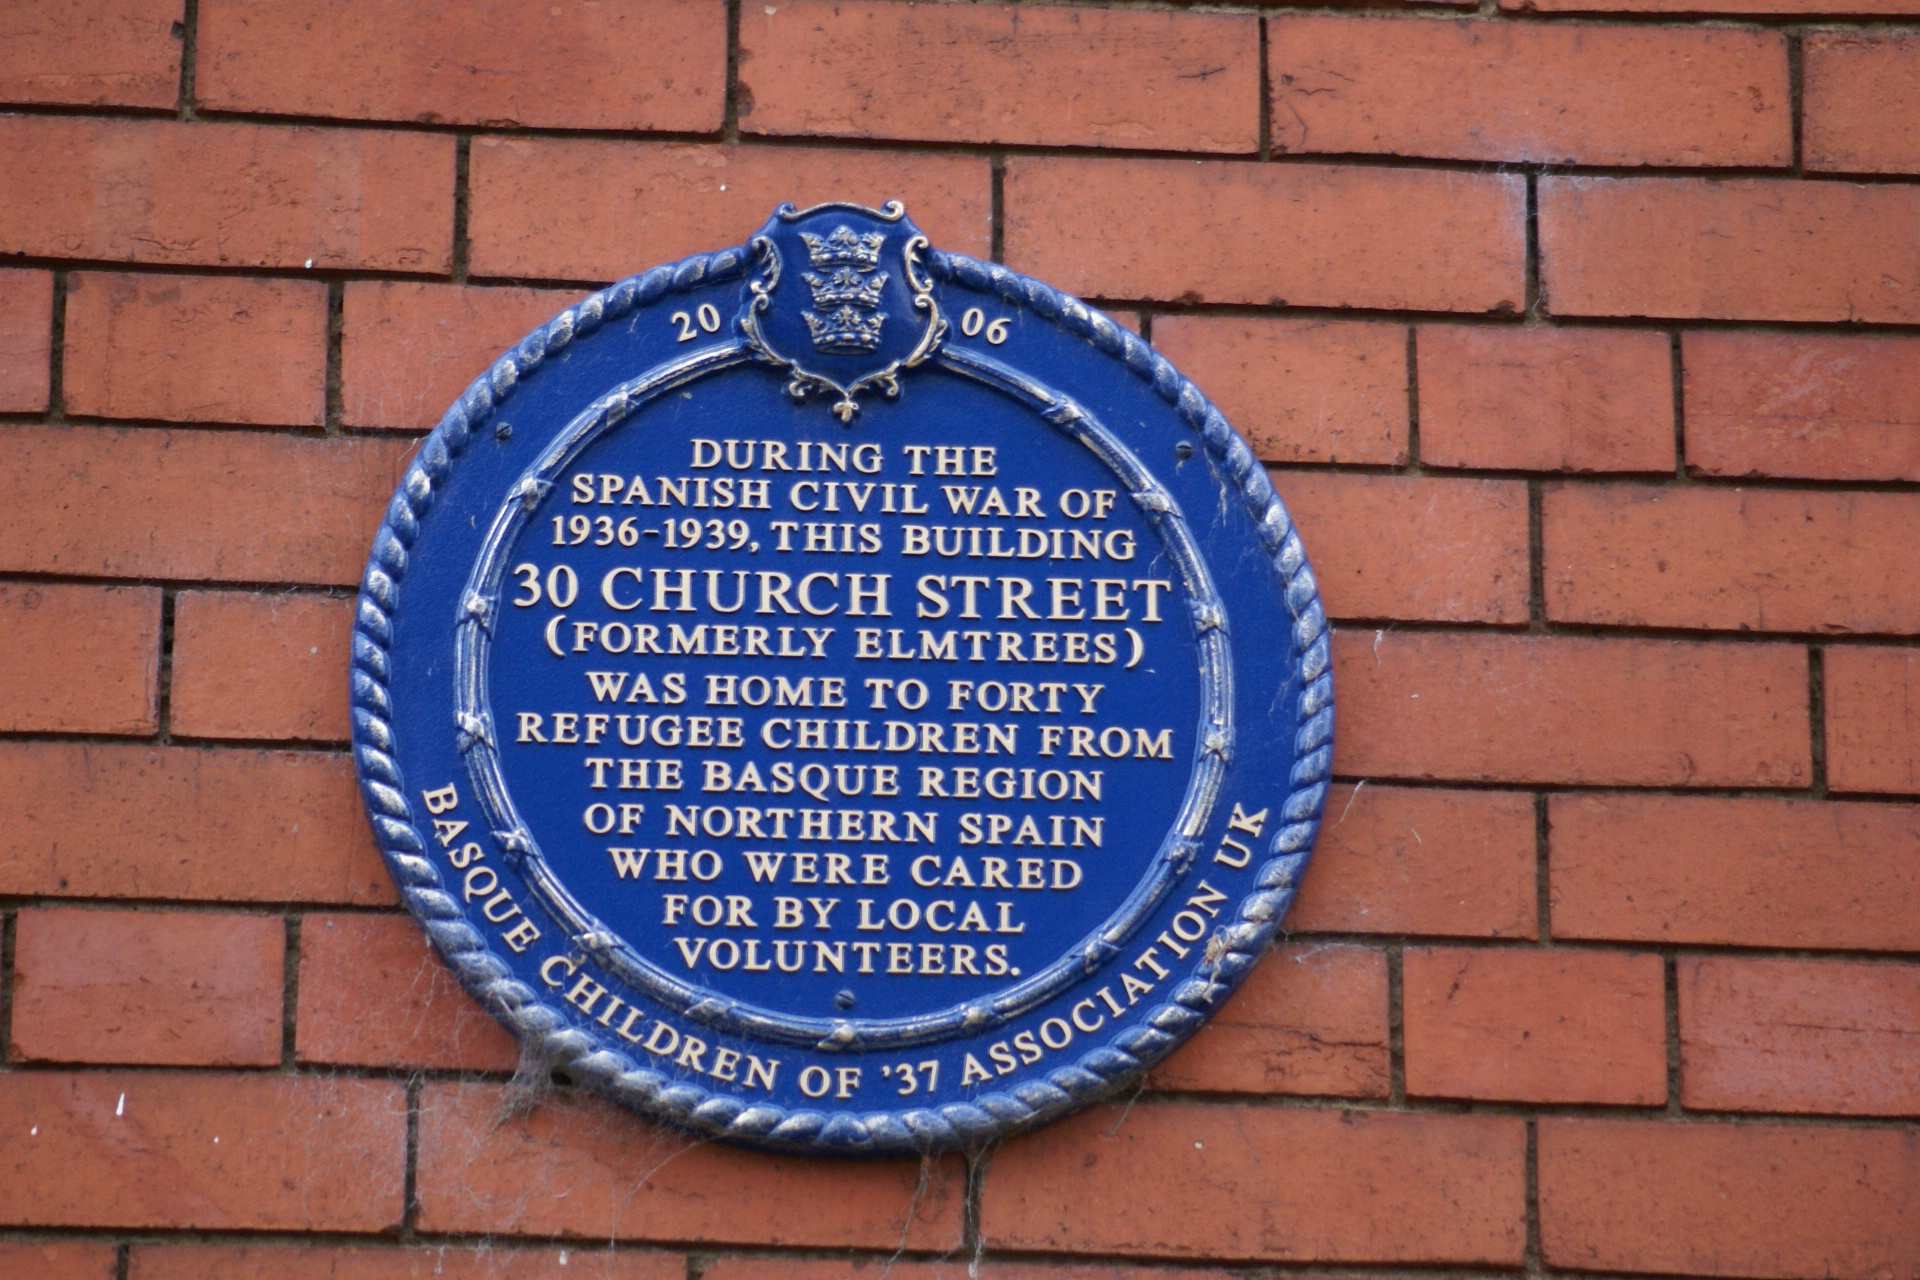 20 06
DURING THE
SPANISH CIVIL WAR OF
1936-1939, THIS BUILDING
30 CHURCH STREET
(FORMERLY ELMTREES)
WAS HOME TO FORTY
REFUGEE CHILDREN FROM
THE BASQUE REGION
OF NORTHERN SPAIN
WHO WERE CARED
FOR BY LOCAL
VOLUNTEERS.
BASQUE CHILDREN OF '37 ASSOCIATION UK